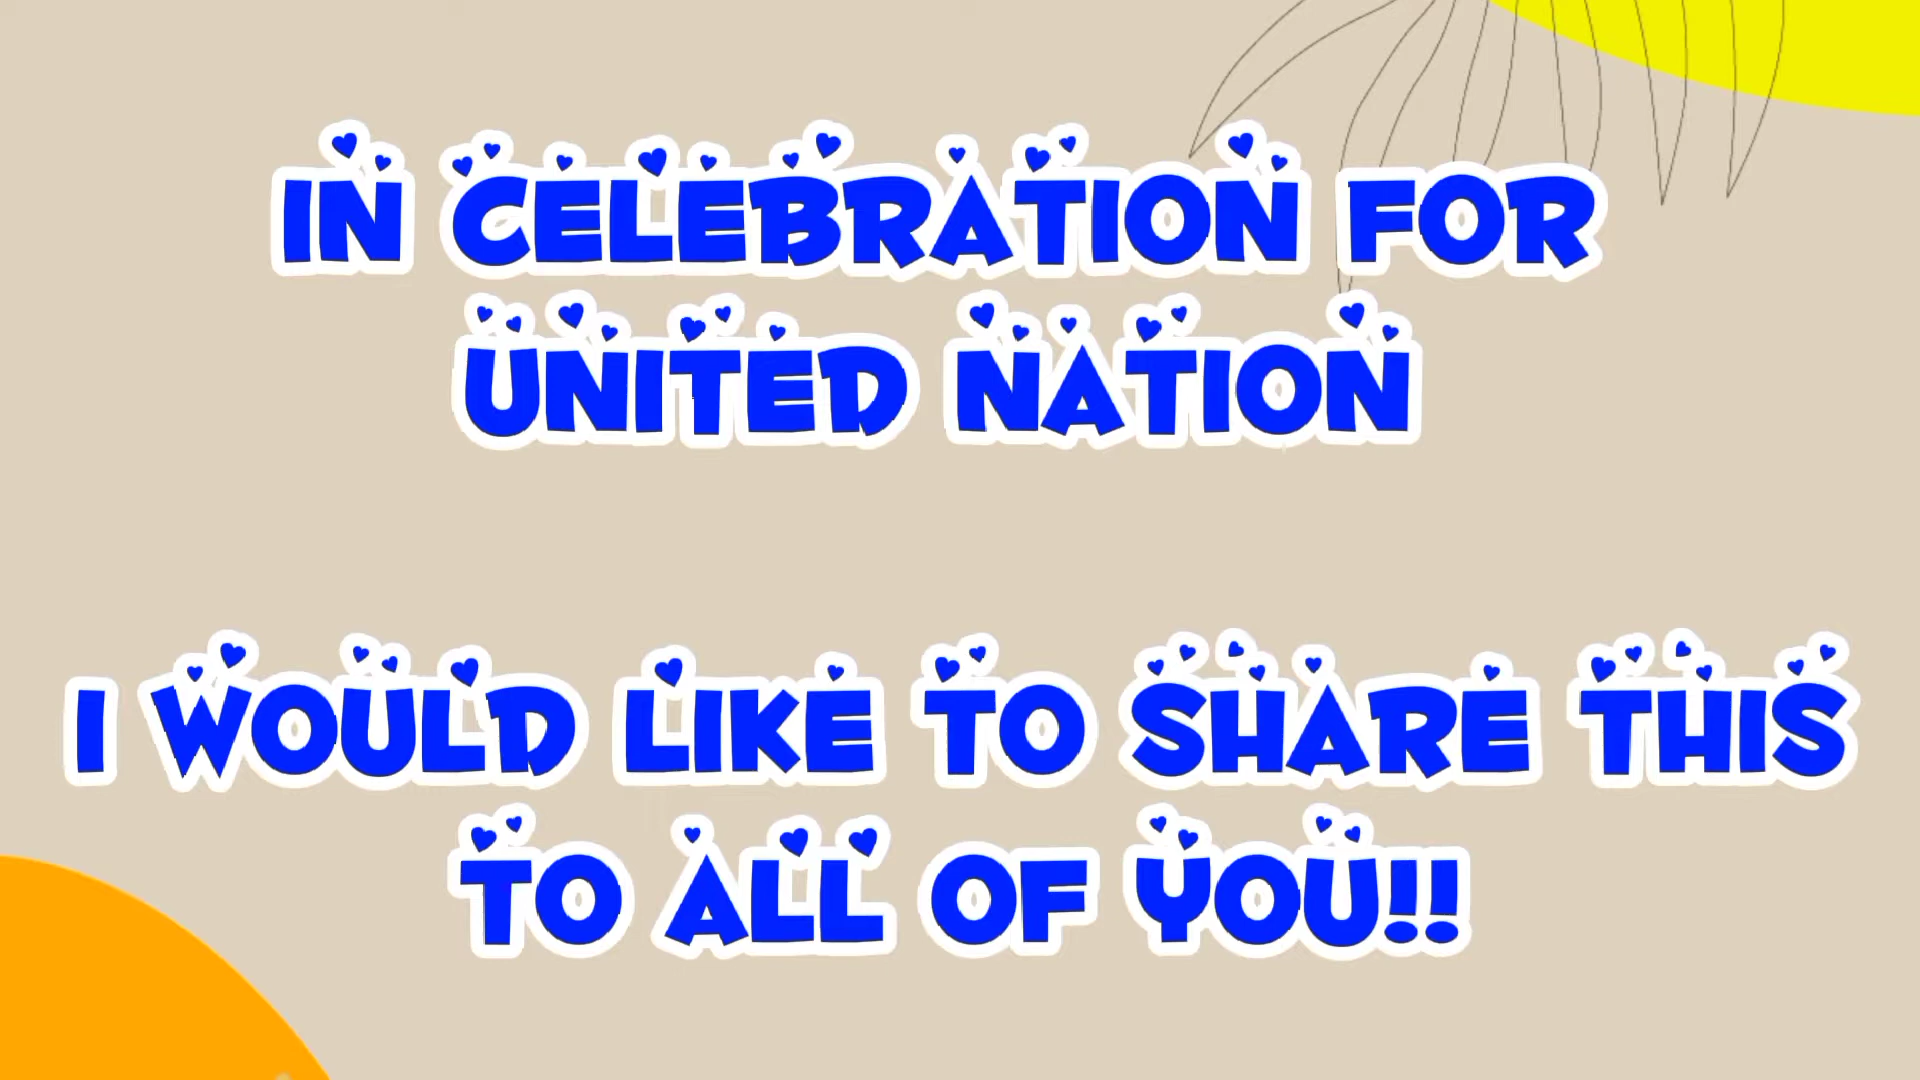 IN CELEBRATION FOR
UNITED NATION
I WOULD LIKE TO SHARE THIS
TO ALL OF YOU!!